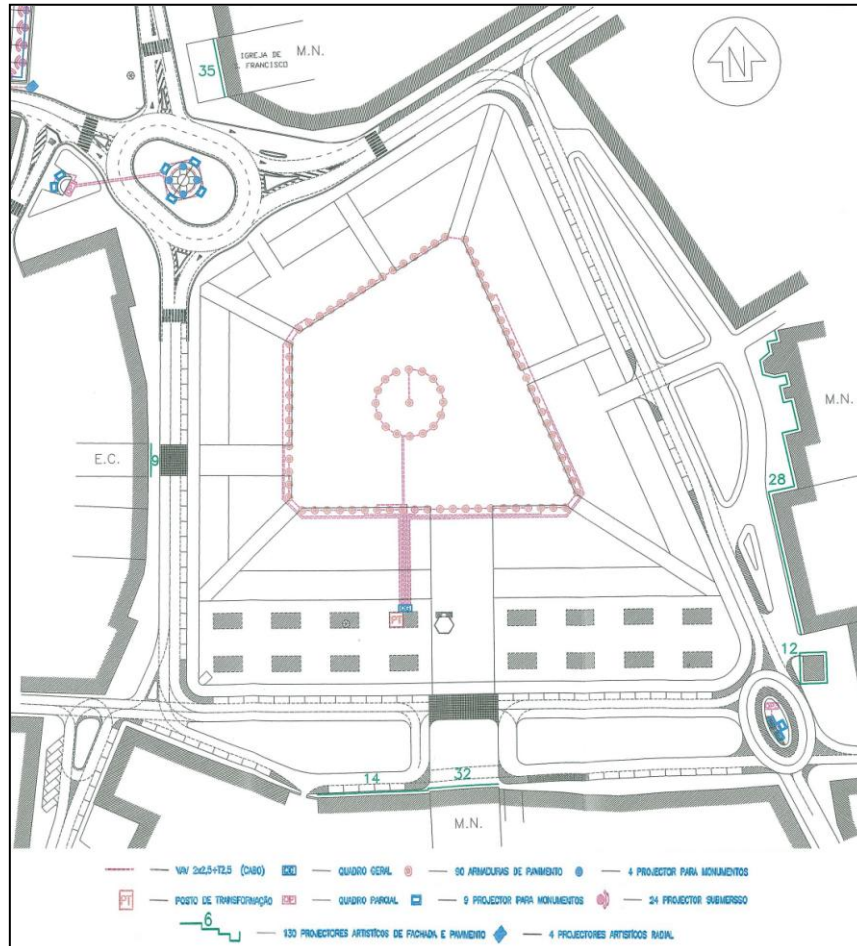 IGREJA DE
S. FRANCISCO
M.N.
35
N
E.C.
9
M.N.
28
12
PT
14
32
M.N.
VAV 2x2,5+T2,5 (CABO)
QUADRO GERAL
90 ARMADURAS DE PAVIMENTO
4 PROJECTOR PARA MONUMENTOS
PT
POSTO DE TRANSFORMAÇÃO
QUADRO PARCIAL
9 PROJECTOR PARA MONUMENTOS
24 PROJECTOR SUBMERSSO
6
130 PROJECTORES ARTISTICOS DE FACHADA E PAVIMENTO
4 PROJECTORES ARTISTICOS RADIAL